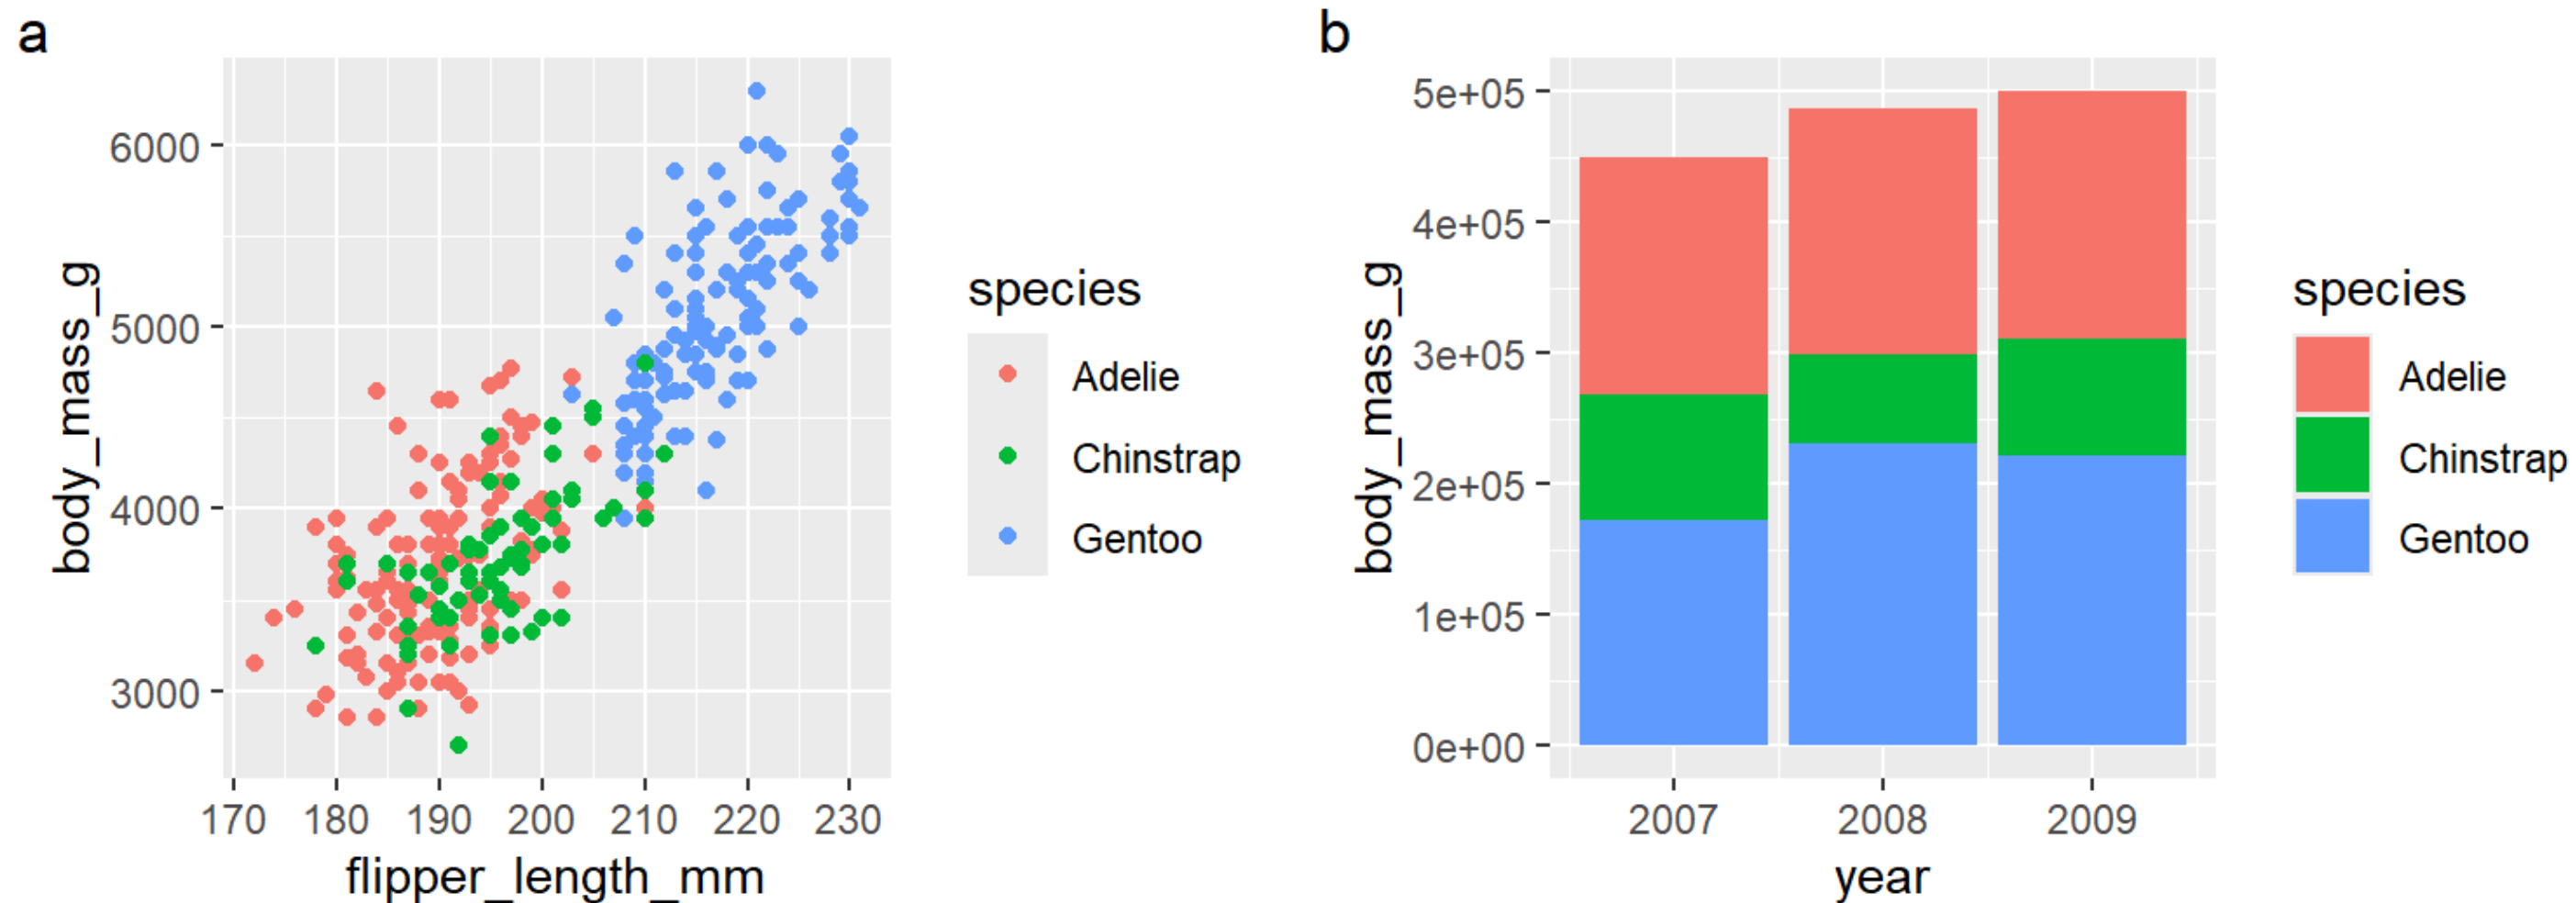 a
body_mass_g
6000
5000
4000
3000
170 180 190 200 210 220 230
flipper_length_mm
species
Adelie
Chinstrap
Gentoo
b
body_mass_g
5e+05
4e+05
3e+05
2e+05
1e+05
0e+00
2007 2008 2009
year
species
Adelie
Chinstrap
Gentoo